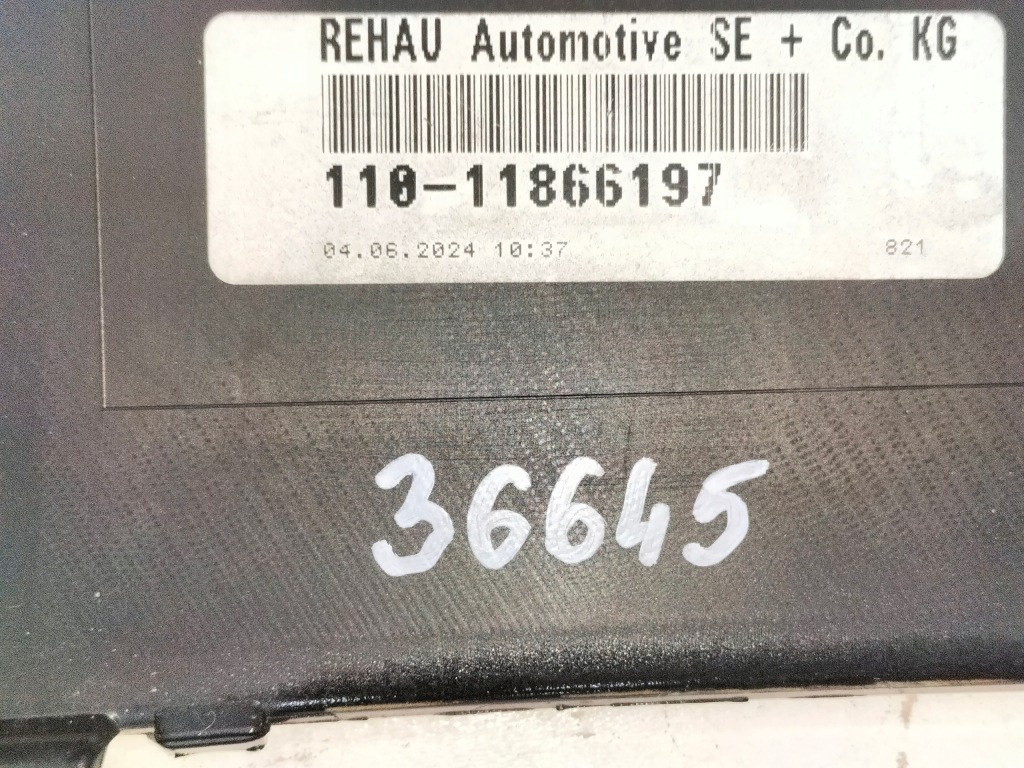 REHAU Automotive SE + Co. KG
110-11866197
04.06.2024 10:37 821
36645